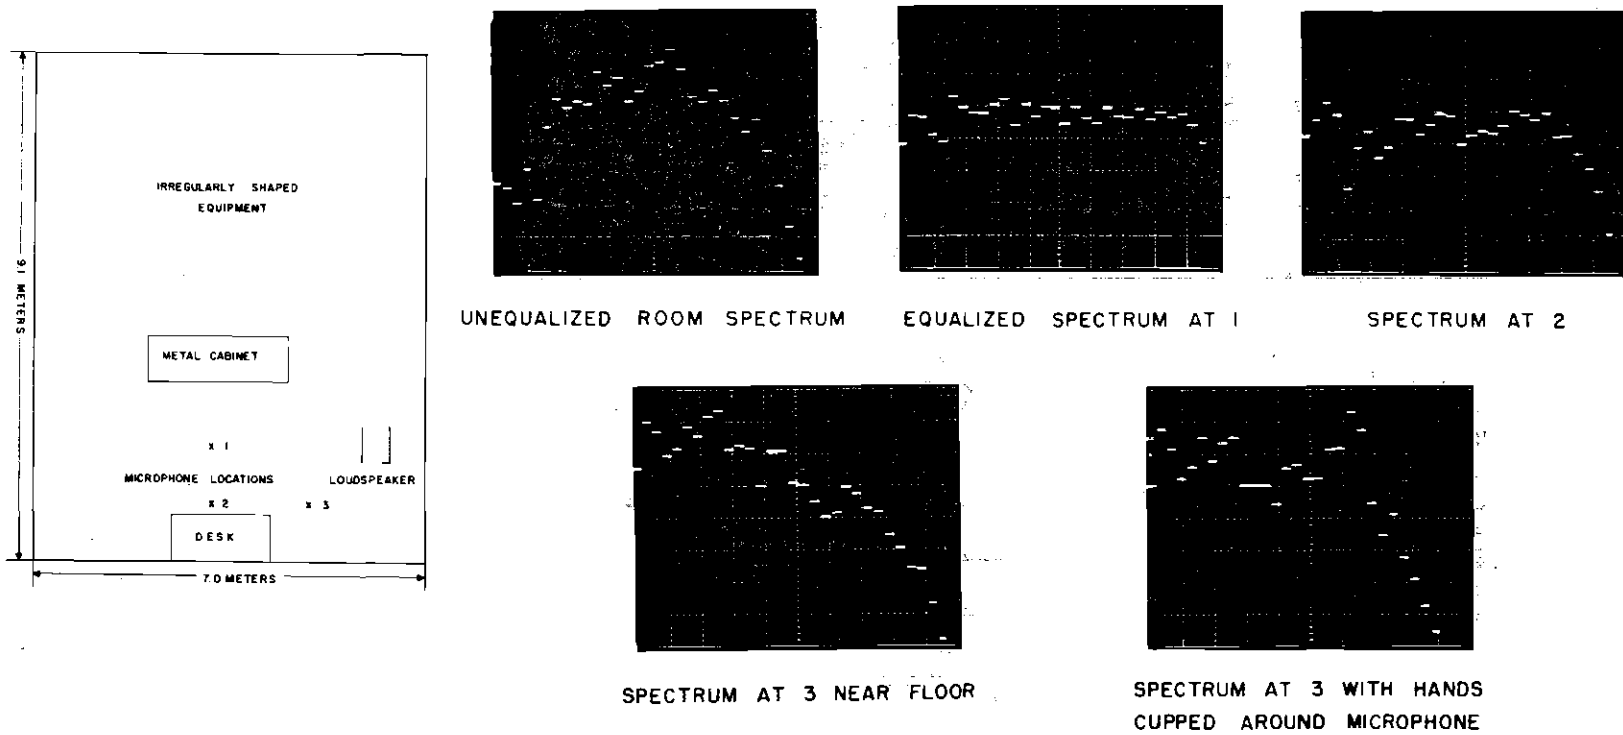 IRREGULARLY SHAPED
EQUIPMENT
9.1 METERS
METAL CABINET
X 1
MICROPHONE LOCATIONS
LOUDSPEAKER
X 2
X 3
DESK
7.0 METERS
UNEQUALIZED ROOM SPECTRUM
EQUALIZED SPECTRUM AT 1
SPECTRUM AT 2
SPECTRUM AT 3 NEAR FLOOR
SPECTRUM AT 3 WITH HANDS
CUPPED AROUND MICROPHONE